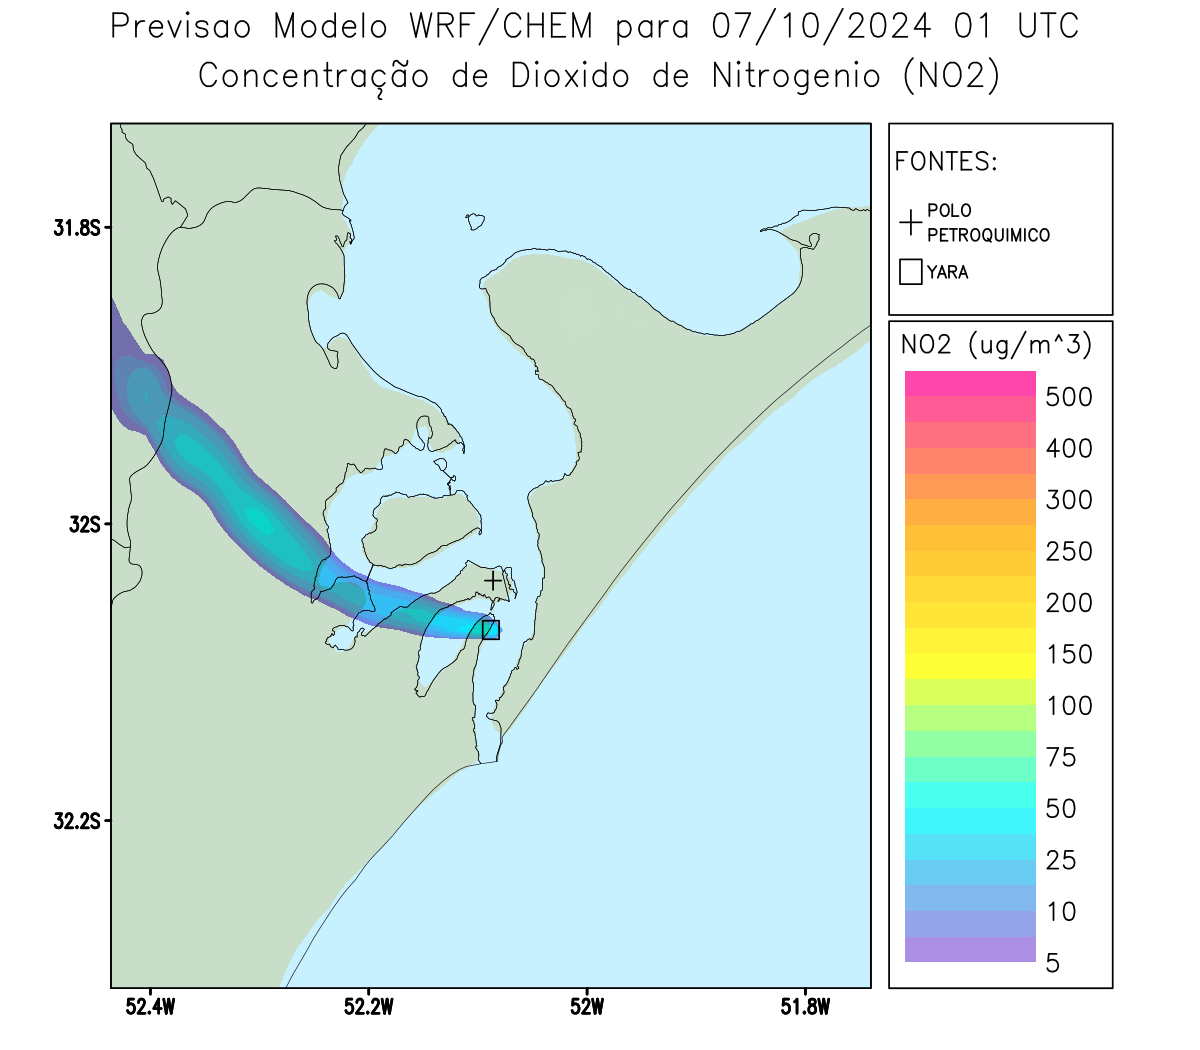 Previsao Modelo WRF/CHEM para 07/10/2024 01 UTC
Concentração de Dioxido de Nitrogenio (NO2)
FONTES:
POLO
PETROQUIMICO
YARA
31.8S
32S
32.2S
52.4W
52.2W
52W
51.8W
NO2 (ug/m^3)
500
400
300
250
200
150
100
75
50
25
10
5